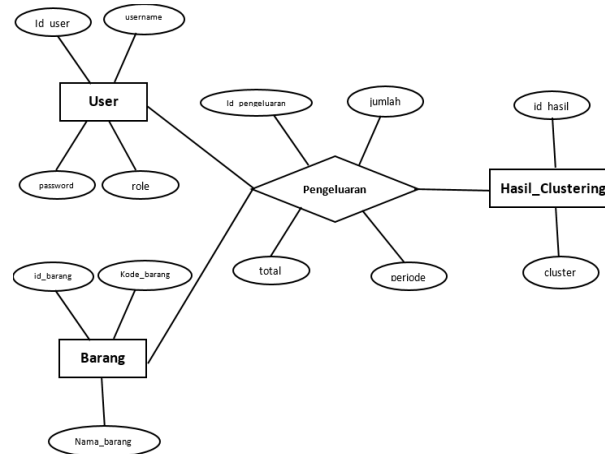 Id_user
username
User
password
role
Id_pengeluaran
jumlah
Pengeluaran
total
periode
id_hasil
Hasil_Clustering
cluster
id_barang
Kode_barang
Barang
Nama_barang